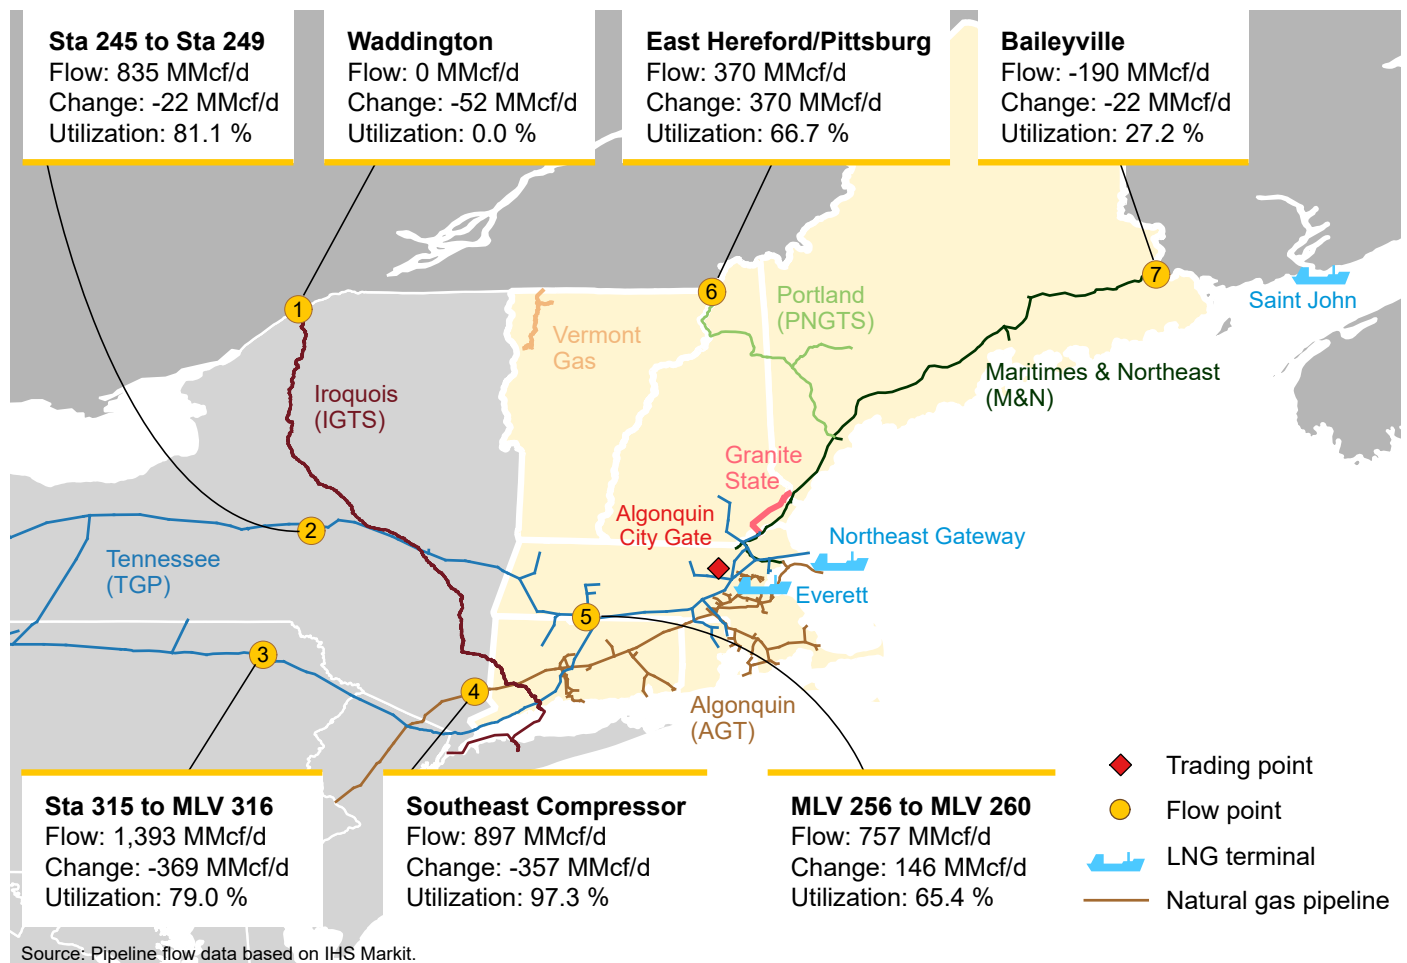 Sta 245 to Sta 249
Flow: 835 MMcf/d
Change: -22 MMcf/d
Utilization: 81.1 %
Waddington
Flow: 0 MMcf/d
Change: -52 MMcf/d
Utilization: 0.0 %
East Hereford/Pittsburg
Flow: 370 MMcf/d
Change: 370 MMcf/d
Utilization: 66.7 %
Baileyville
Flow: -190 MMcf/d
Change: -22 MMcf/d
Utilization: 27.2 %
1
6
7
Portland
(PNGTS)
Saint John
Vermont
Gas
Iroquois
(IGTS)
Maritimes & Northeast
(M&N)
Granite
State
Algonquin
City Gate
2
Northeast Gateway
Tennessee
(TGP)
Everett
5
3
4
Algonquin
(AGT)
Sta 315 to MLV 316
Flow: 1,393 MMcf/d
Change: -369 MMcf/d
Utilization: 79.0 %
Southeast Compressor
Flow: 897 MMcf/d
Change: -357 MMcf/d
Utilization: 97.3 %
MLV 256 to MLV 260
Flow: 757 MMcf/d
Change: 146 MMcf/d
Utilization: 65.4 %
Trading point
Flow point
LNG terminal
Natural gas pipeline
Source: Pipeline flow data based on IHS Markit.